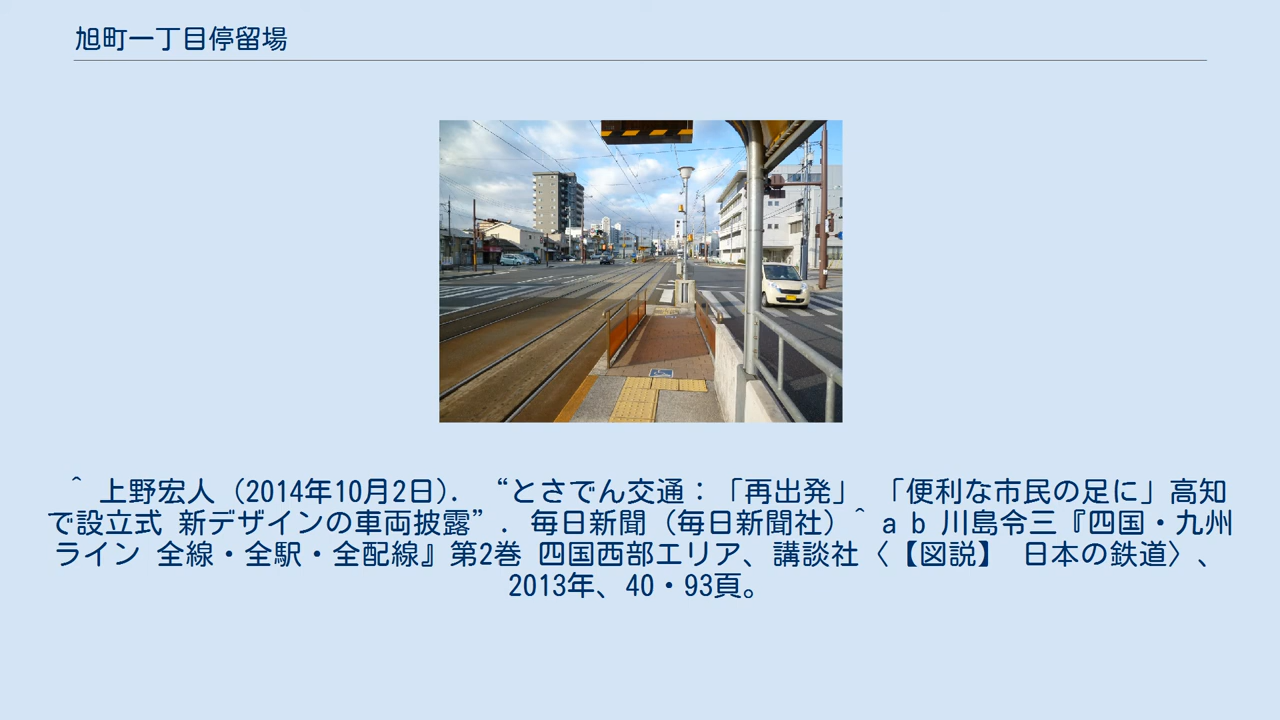 旭町一丁目停留場
^ 上野宏人（2014年10月2日）． “とさでん交通：「再出発」 「便利な市民の足に」高知
で設立式 新デザインの車両披露”．毎日新聞（毎日新聞社）^ a b 川島令三『四国・九州
ライン 全線・全駅・全配線』第2巻 四国西部エリア、講談社〈【図説】 日本の鉄道〉、
2013年、40・93頁。